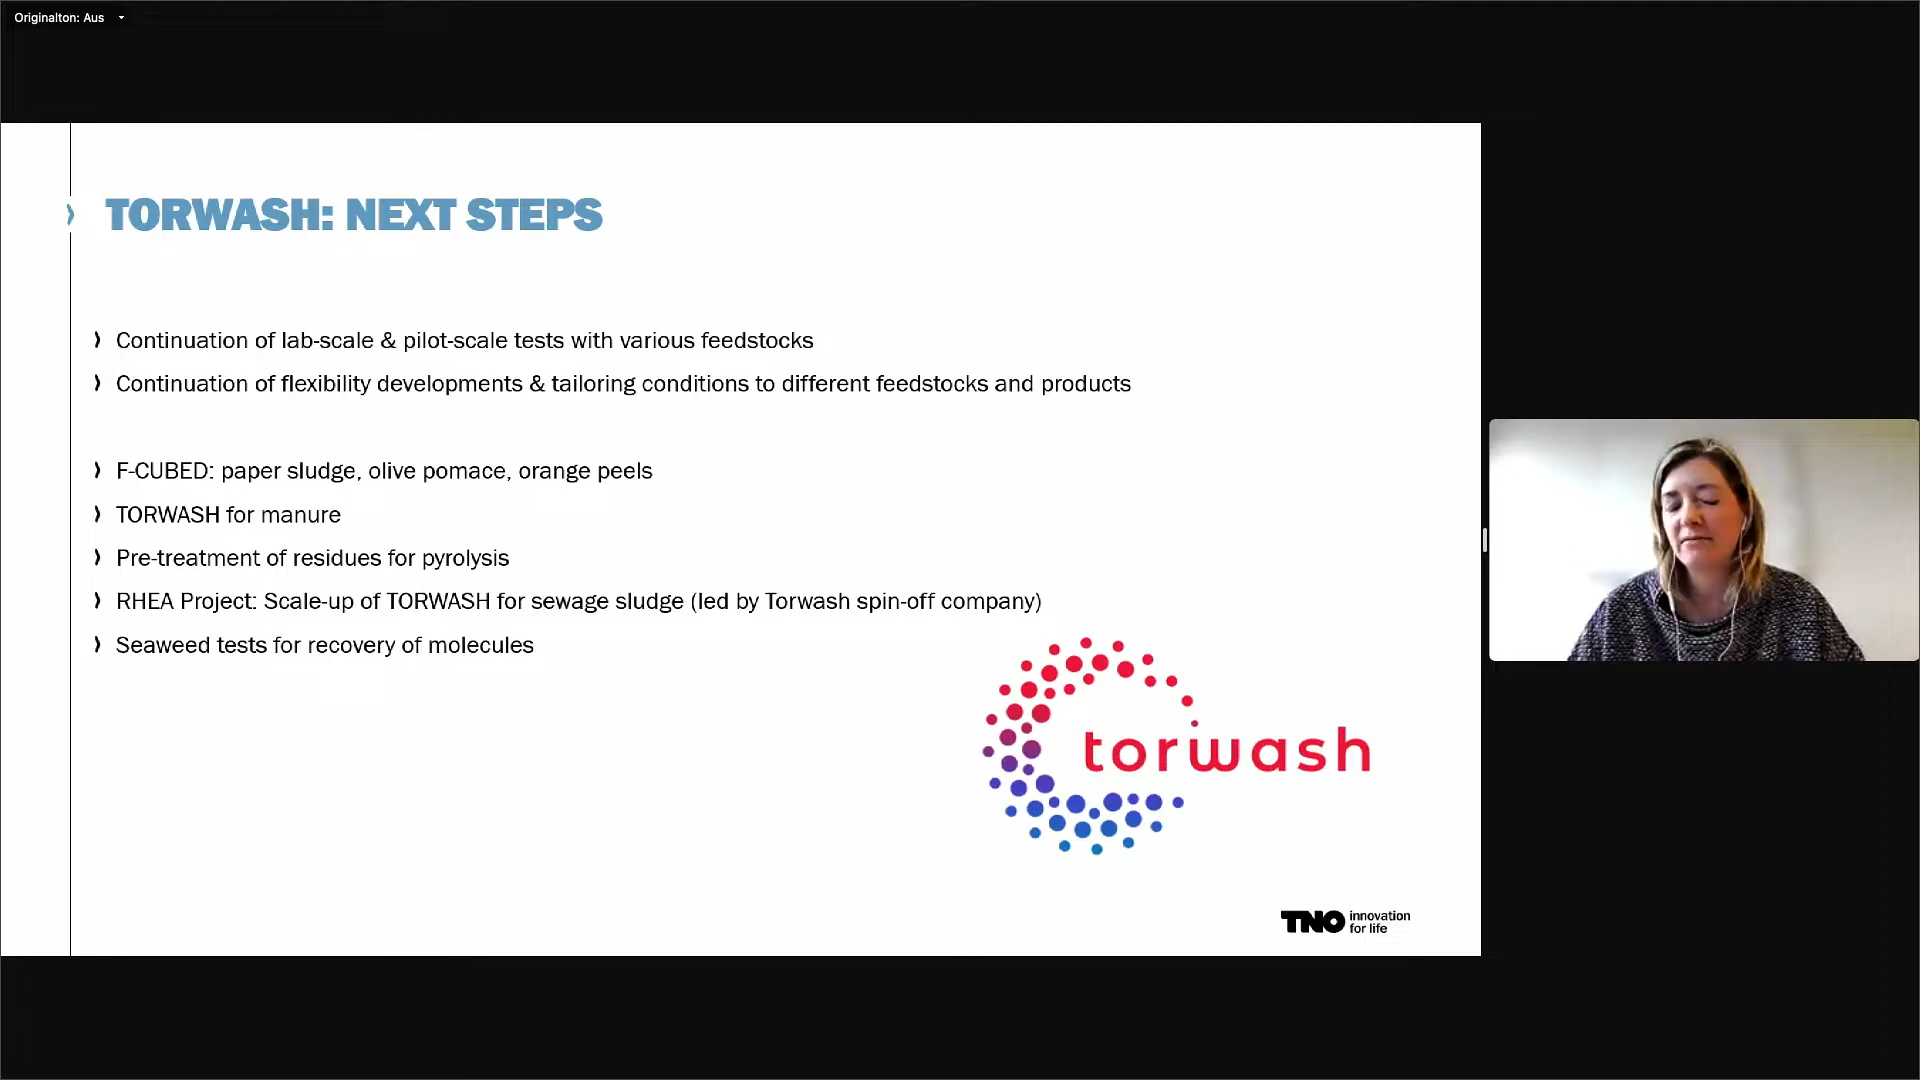 Originalton: Aus
TORWASH: NEXT STEPS
Continuation of lab-scale & pilot-scale tests with various feedstocks
Continuation of flexibility developments & tailoring conditions to different feedstocks and products
F-CUBED: paper sludge, olive pomace, orange peels
TORWASH for manure
Pre-treatment of residues for pyrolysis
RHEA Project: Scale-up of TORWASH for sewage sludge (led by Torwash spin-off company)
Seaweed tests for recovery of molecules
torwash
TNO innovation
for life